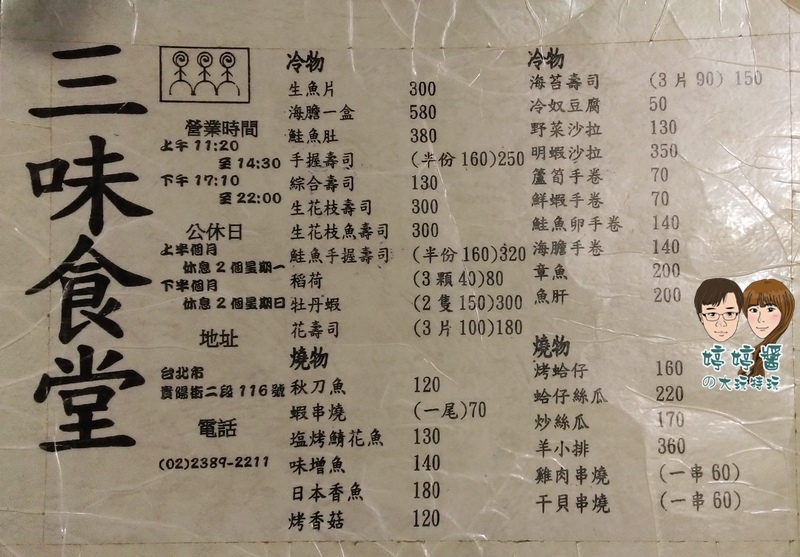 三味食堂
營業時間
上午 11:20
至 14:30
下午 17:10
至 22:00
公休日
上半個月
休息 2 個星期一
下半個月
休息 2 個星期日
地址
台北市
貴陽街二段 116 號
電話
(02)2389-2211
冷物
生魚片 300
海膽一盒 580
鮭魚肚 380
手握壽司 (半份 160)250
綜合壽司 130
生花枝壽司 300
生花枝魚壽司 300
鮭魚手握壽司 (半份 160)320
稻荷 (3 顆 40)80
牡丹蝦 (2 隻 150)300
花壽司 (3 片 100)180
燒物
秋刀魚 120
蝦串燒 (一尾)70
塩烤鯖花魚 130
味增魚 140
日本香魚 180
烤香菇 120
冷物
海苔壽司 (3 片 90) 150
冷奴豆腐 50
野菜沙拉 130
明蝦沙拉 350
蘆筍手卷 70
鮮蝦手卷 70
鮭魚卵手卷 140
海膽手卷 140
章魚 200
魚肝 200
燒物
烤蛤仔 160
蛤仔絲瓜 220
炒絲瓜 170
羊小排 360
雞肉串燒 (一串 60)
干貝串燒 (一串 60)
婷婷醬
の大玩特玩